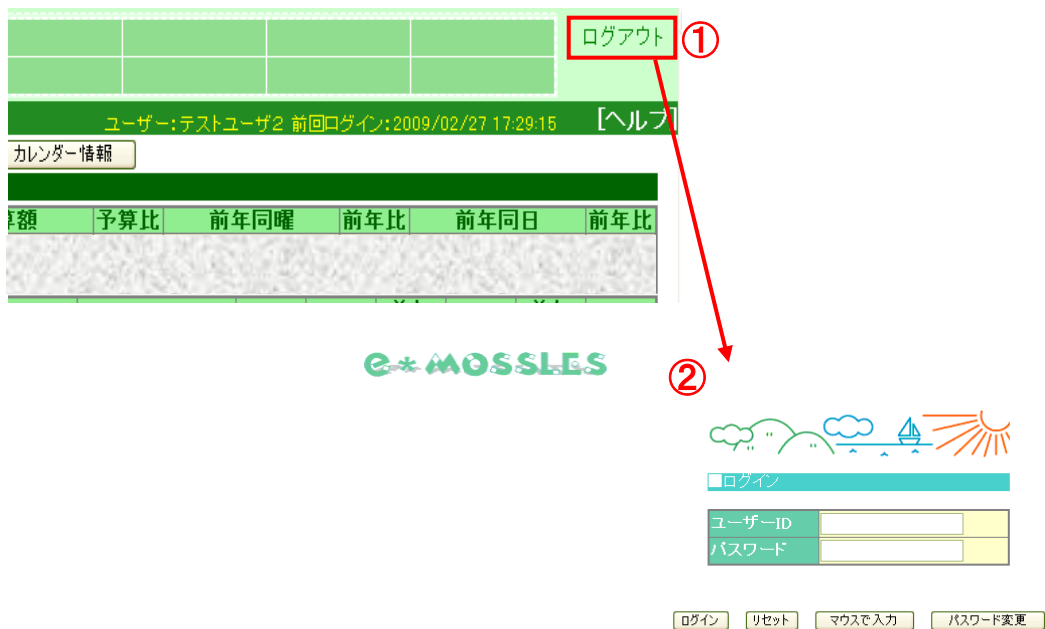 ログアウト
①
ユーザー:テストユーザ2 前回ログイン:2009/02/27 17:29:15 [ヘルプ]
カレンダー情報
算額 予算比 前年同曜 前年比 前年同日 前年比
e*MOSSLES
②
■ログイン
ユーザーID
パスワード
ログイン リセット マウスで入力 パスワード変更